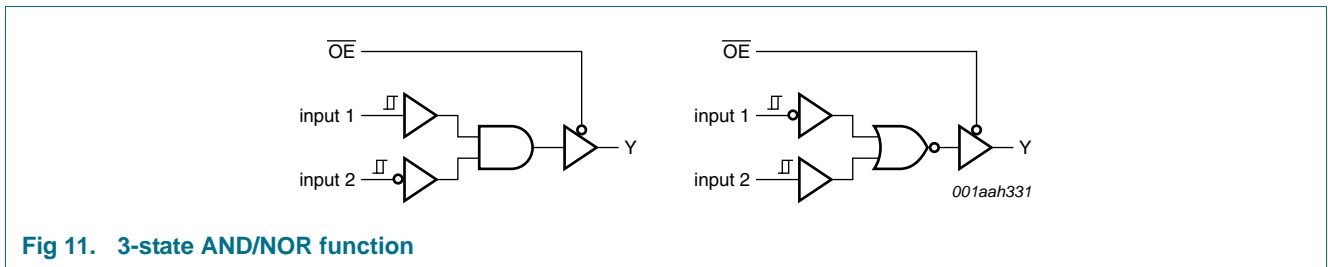 OE OE
input 1 input 1
Y Y
input 2 input 2
001aah331
Fig 11. 3-state AND/NOR function